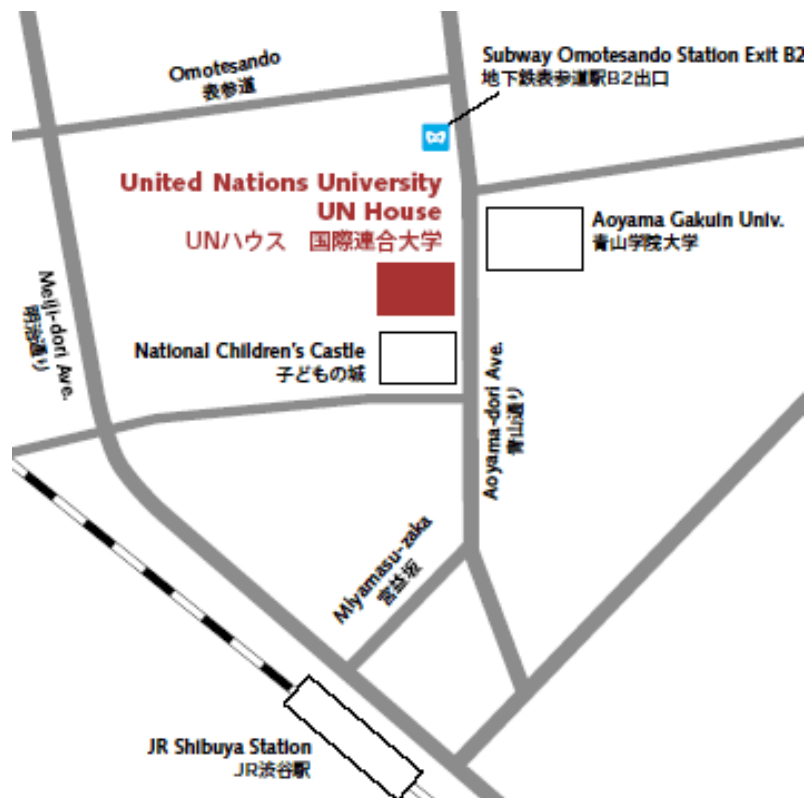 Omotesando
表参道
Subway Omotesando Station Exit B2
地下鉄表参道駅B2出口
United Nations University
UN House
UNハウス　国際連合大学
Aoyama Gakuin Univ.
青山学院大学
Meiji-dori Ave.
明治通り
National Children's Castle
子どもの城
Aoyama-dori Ave.
青山通り
Miyamasu-zaka
宮益坂
JR Shibuya Station
JR渋谷駅